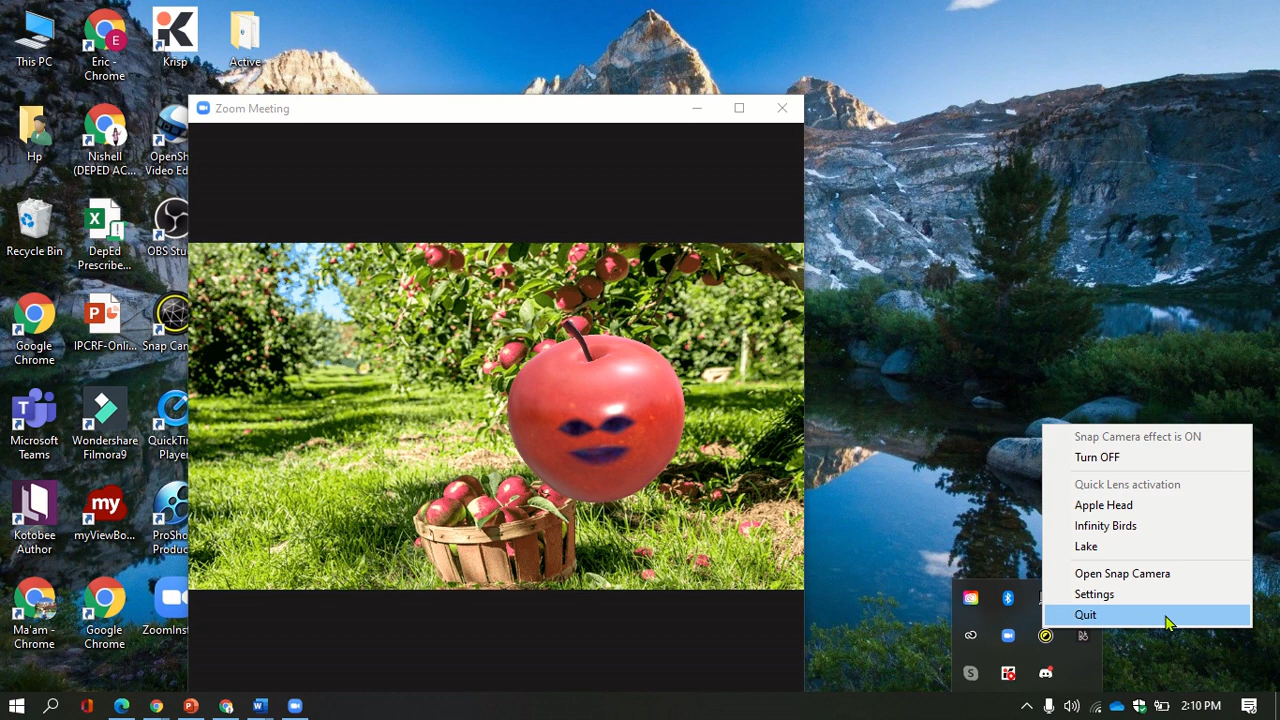 This PC
Eric -
Chrome
Krisp
Active
Zoom Meeting
Hp
Nishell
(DEPED AC...
OpenSh
Video Ed
Recycle Bin
DepEd
Prescribe...
OBS Stu
Google
Chrome
IPCRF-Onli...
Snap Can
Microsoft
Teams
Wondershare
Filmora9
QuickTin
Player
Kotobee
Author
my
myViewBo...
ProSho
Produc
Ma'am -
Chrome
Google
Chrome
ZoomInst
Snap Camera effect is ON
Turn OFF
Quick Lens activation
Apple Head
Infinity Birds
Lake
Open Snap Camera
Settings
Quit
2:10 PM